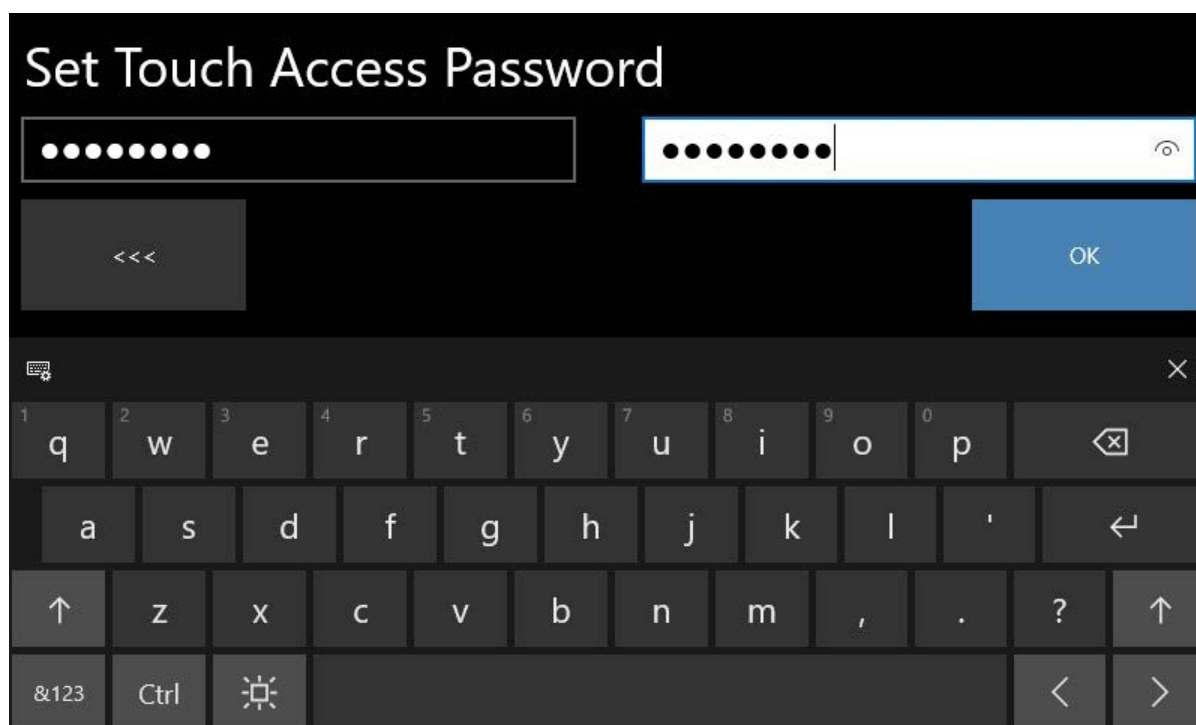 Set Touch Access Password
●●●●●●●● ●●●●●●●●
<<< OK
1 2 3 4 5 6 7 8 9 0
q w e r t y u i o p
a s d f g h j k l '
z x c v b n m , . ?
&123 Ctrl < >